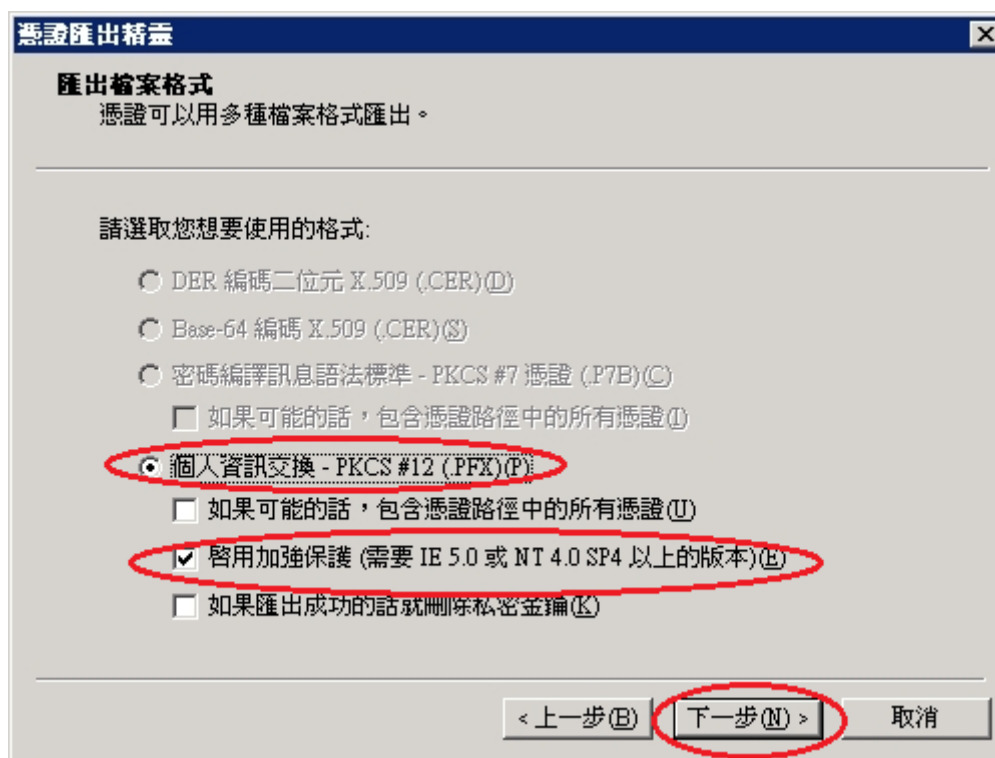 憑證匯出精靈
匯出檔案格式
憑證可以用多種檔案格式匯出。
請選取您想要使用的格式:
DER 編碼二位元 X.509 (.CER)(D)
Base-64 編碼 X.509 (.CER)(S)
密碼編譯訊息語法標準 - PKCS #7 憑證 (.P7B)(C)
如果可能的話，包含憑證路徑中的所有憑證(I)
個人資訊交換 - PKCS #12 (.PFX)(P)
如果可能的話，包含憑證路徑中的所有憑證(U)
啟用加強保護 (需要 IE 5.0 或 NT 4.0 SP4 以上的版本)(E)
如果匯出成功的話就刪除私密金鑰(K)
< 上一步(B) 下一步(N) > 取消